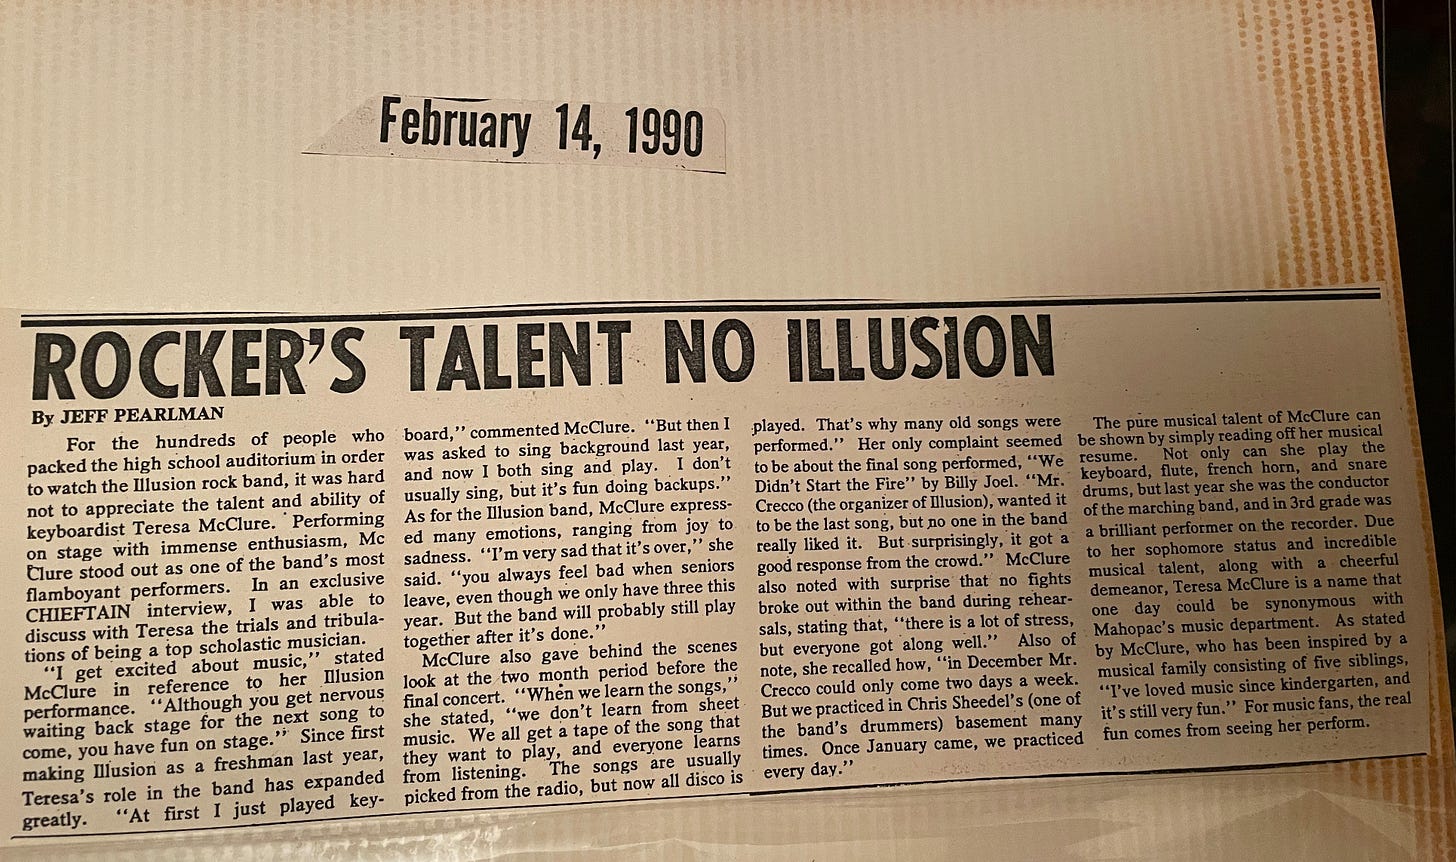 February 14, 1990
ROCKER'S TALENT NO ILLUSION
By JEFF PEARLMAN
For the hundreds of people who
packed the high school auditorium in order
to watch the Illusion rock band, it was hard
not to appreciate the talent and ability of
keyboardist Teresa McClure. Performing
on stage with immense enthusiasm, Mc
Clure stood out as one of the band's most
flamboyant performers. In an exclusive
CHIEFTAIN interview, I was able to
discuss with Teresa the trials and tribula-
tions of being a top scholastic musician.
"I get excited about music," stated
McClure in reference to her Illusion
performance. "Although you get nervous
waiting back stage for the next song to
come, you have fun on stage." Since first
making Illusion as a freshman last year,
Teresa's role in the band has expanded
greatly. "At first I just played key-
board," commented McClure. "But then I
was asked to sing background last year,
and now I both sing and play. I don't
usually sing, but it's fun doing backups."
As for the Illusion band, McClure express-
ed many emotions, ranging from joy to
sadness. "I'm very sad that it's over," she
said. "you always feel bad when seniors
leave, even though we only have three this
year. But the band will probably still play
together after it's done."
McClure also gave behind the scenes
look at the two month period before the
final concert. "When we learn the songs,"
she stated, "we don't learn from sheet
music. We all get a tape of the song that
they want to play, and everyone learns
from listening. The songs are usually
picked from the radio, but now all disco is
played. That's why many old songs were
performed." Her only complaint seemed
to be about the final song performed, "We
Didn't Start the Fire" by Billy Joel. "Mr.
Crecco (the organizer of Illusion), wanted it
to be the last song, but no one in the band
really liked it. But surprisingly, it got a
good response from the crowd." McClure
also noted with surprise that no fights
broke out within the band during rehear-
sals, stating that, "there is a lot of stress,
but everyone got along well." Also of
note, she recalled how, "in December Mr.
Crecco could only come two days a week.
But we practiced in Chris Sheedel's (one of
the band's drummers) basement many
times. Once January came, we practiced
every day."
The pure musical talent of McClure can
be shown by simply reading off her musical
resume. Not only can she play the
keyboard, flute, french horn, and snare
drums, but last year she was the conductor
of the marching band, and in 3rd grade was
a brilliant performer on the recorder. Due
to her sophomore status and incredible
musical talent, along with a cheerful
demeanor, Teresa McClure is a name that
one day could be synonymous with
Mahopac's music department. As stated
by McClure, who has been inspired by a
musical family consisting of five siblings,
"I've loved music since kindergarten, and
it's still very fun." For music fans, the real
fun comes from seeing her perform.